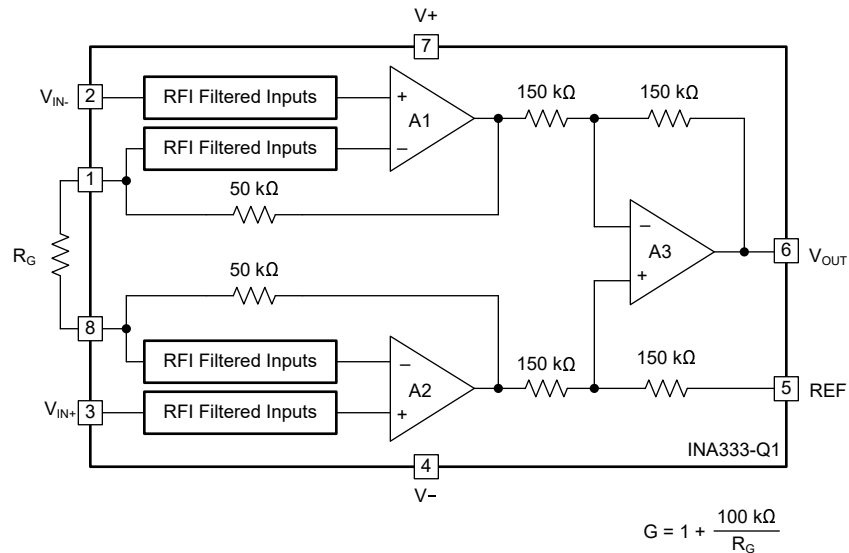 V+
7
150 kΩ 150 kΩ
VIN- 2 RFI Filtered Inputs + A1
RFI Filtered Inputs −
1
50 kΩ
RG
− A3 6 VOUT
+
50 kΩ
8
RFI Filtered Inputs − A2 150 kΩ 150 kΩ
5 REF
VIN+ 3 RFI Filtered Inputs +
INA333-Q1
4
V−
G = 1 + 100 kΩ / RG